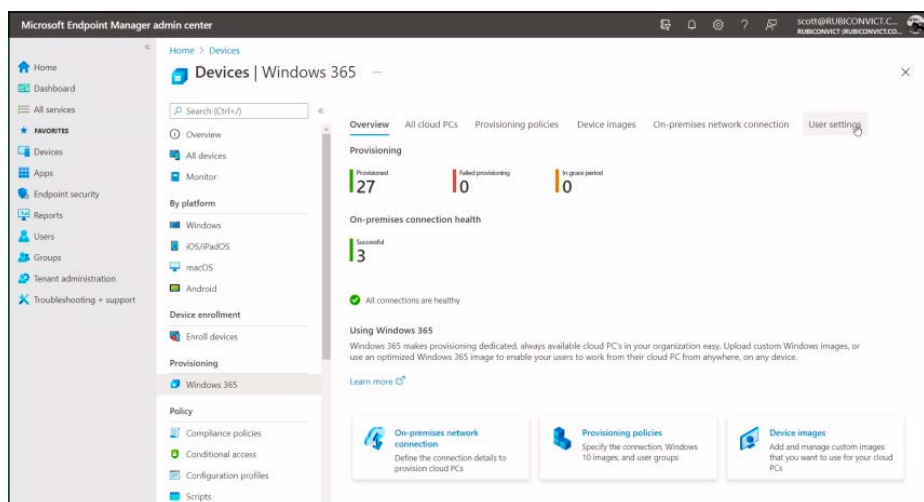 Microsoft Endpoint Manager admin center
scott@RUBICONVICT.C...
RUBICONVICT (RUBICONVICT.CO...
Home
Dashboard
All services
FAVORITES
Devices
Apps
Endpoint security
Reports
Users
Groups
Tenant administration
Troubleshooting + support
Home > Devices
Devices | Windows 365 ...
Search (Ctrl+/)
Overview
All devices
Monitor
By platform
Windows
iOS/iPadOS
macOS
Android
Device enrollment
Enroll devices
Provisioning
Windows 365
Policy
Compliance policies
Conditional access
Configuration profiles
Scripts
Overview All cloud PCs Provisioning policies Device images On-premises network connection User settings
Provisioning
Provisioned
27
Failed provisioning
0
In grace period
0
On-premises connection health
Successful
3
All connections are healthy
Using Windows 365
Windows 365 makes provisioning dedicated, always available cloud PC's in your organization easy. Upload custom Windows images, or
use an optimized Windows 365 image to enable your users to work from their cloud PC from anywhere, on any device.
Learn more
On-premises network
connection
Define the connection details to
provision cloud PCs
Provisioning policies
Specify the connection, Windows
10 images, and user groups
Device images
Add and manage custom images
that you want to use for your cloud
PCs